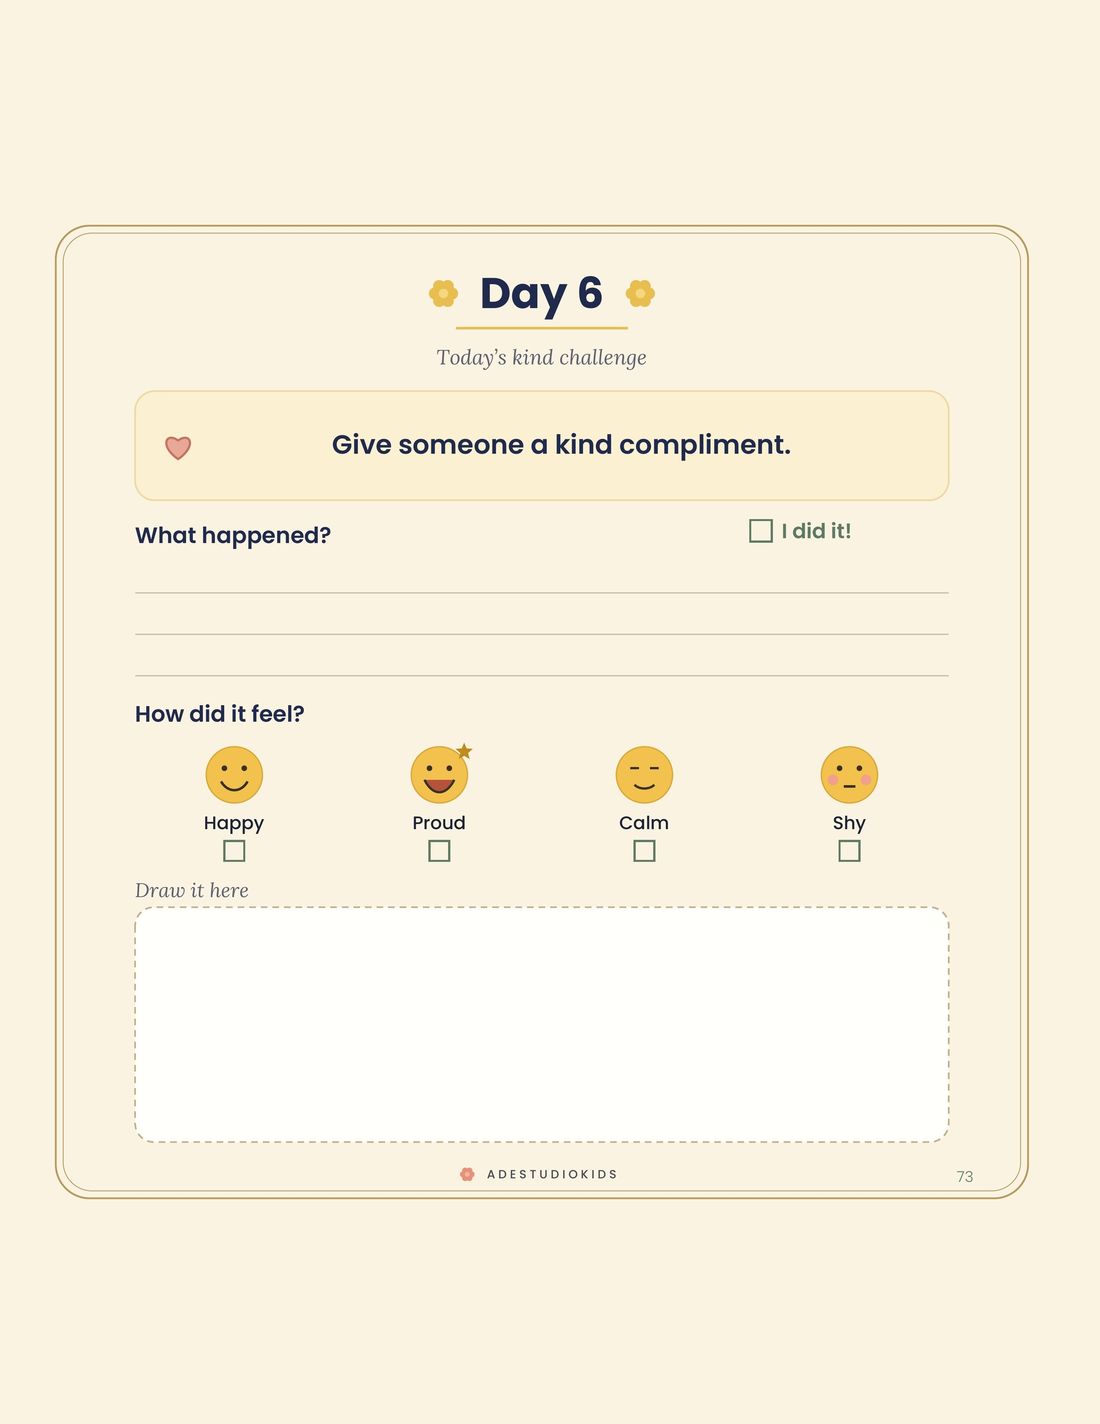 Day 6
Today’s kind challenge
Give someone a kind compliment.
What happened?
I did it!
How did it feel?
Happy
Proud
Calm
Shy
Draw it here
ADESTUDIOKIDS
73